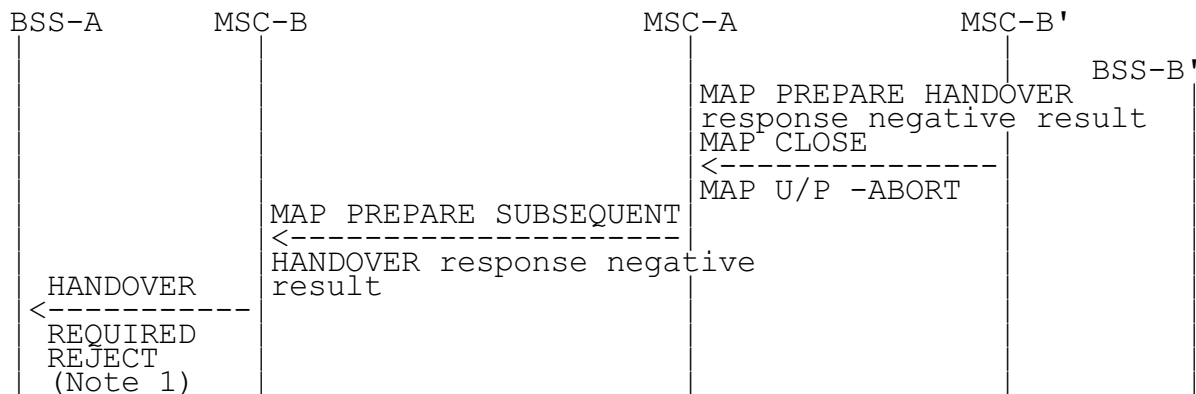 BSS-A MSC-B MSC-A MSC-B'
BSS-B'
MAP PREPARE HANDOVER
response negative result
MAP CLOSE
<---------------
MAP U/P -ABORT
MAP PREPARE SUBSEQUENT
<---------------------
HANDOVER response negative
result
HANDOVER
<-----------
REQUIRED
REJECT
(Note 1)